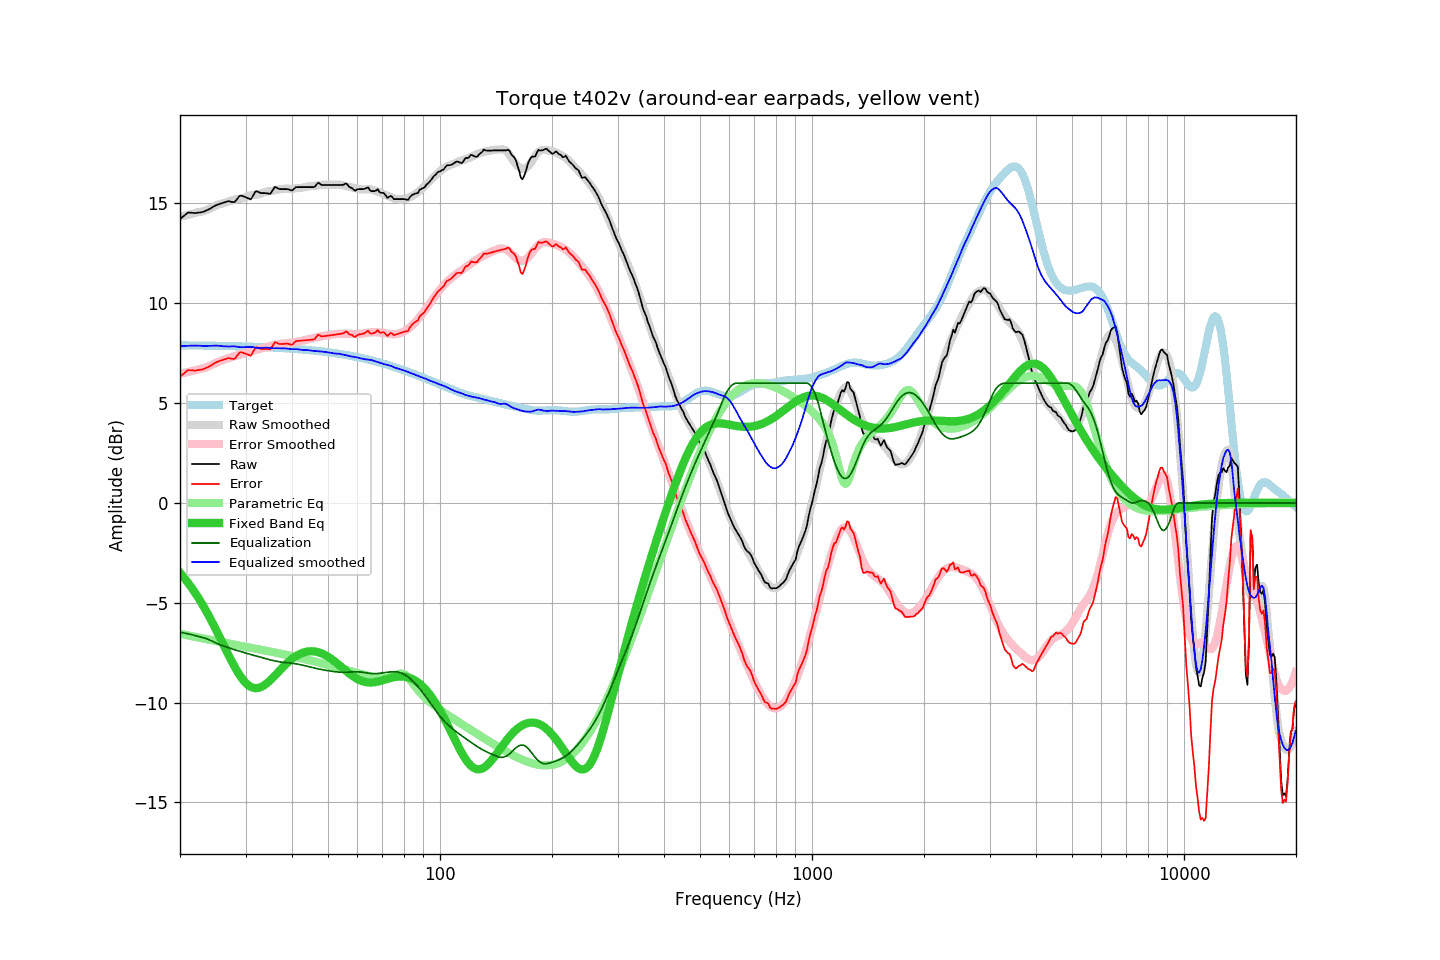 Torque t402v (around-ear earpads, yellow vent)
Amplitude (dBr)
15
10
5
0
−5
−10
−15
Target
Raw Smoothed
Error Smoothed
Raw
Error
Parametric Eq
Fixed Band Eq
Equalization
Equalized smoothed
100
1000
10000
Frequency (Hz)